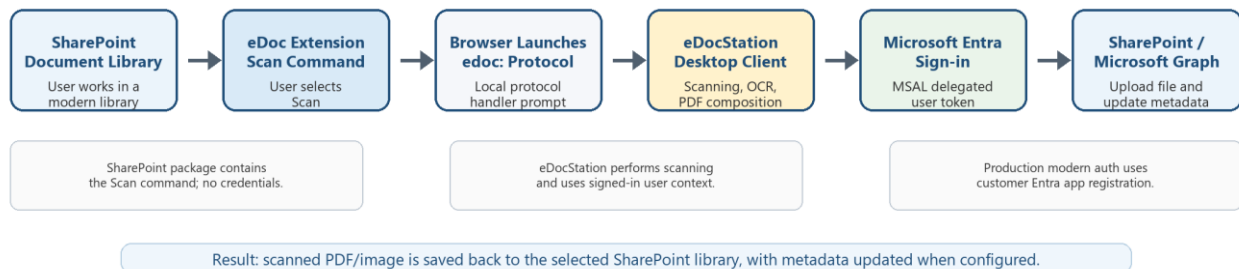 SharePoint
Document Library
User works in a
modern library
eDoc Extension
Scan Command
User selects
Scan
Browser Launches
edoc: Protocol
Local protocol
handler prompt
eDocStation
Desktop Client
Scanning, OCR,
PDF composition
Microsoft Entra
Sign-in
MSAL delegated
user token
SharePoint /
Microsoft Graph
Upload file and
update metadata
SharePoint package contains
the Scan command; no credentials.
eDocStation performs scanning
and uses signed-in user context.
Production modern auth uses
customer Entra app registration.
Result: scanned PDF/image is saved back to the selected SharePoint library, with metadata updated when configured.